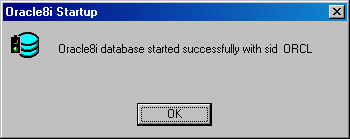 Oracle8i Startup
Oracle8i database started successfully with sid ORCL
OK